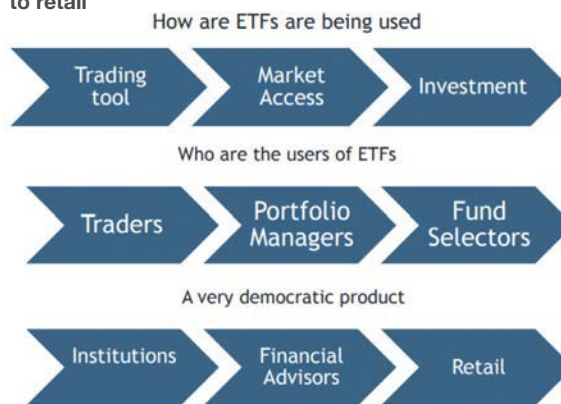 to retail
How are ETFs are being used
Trading
tool
Market
Access
Investment
Who are the users of ETFs
Traders
Portfolio
Managers
Fund
Selectors
A very democratic product
Institutions
Financial
Advisors
Retail